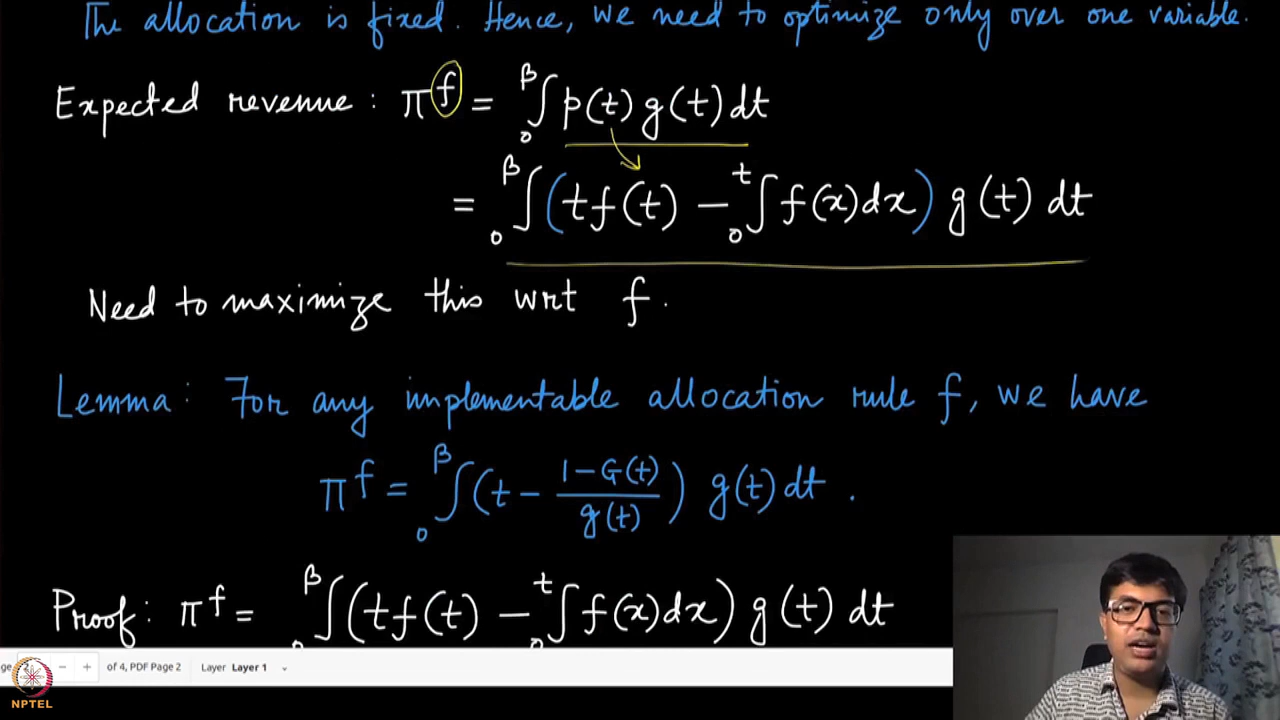 The allocation is fixed. Hence, we need to optimize only over one variable.
Expected revenue : π^f = ∫_0^β p(t) g(t) dt
= ∫_0^β (t f(t) − ∫_0^t f(x) dx) g(t) dt
Need to maximize this wrt f.
Lemma: For any implementable allocation rule f, we have
π^f = ∫_0^β (t − (1−G(t))/g(t)) g(t) dt .
Proof: π^f = ∫_0^β (t f(t) − ∫_0^t f(x) dx) g(t) dt
of 4, PDF Page 2 Layer Layer 1
NPTEL